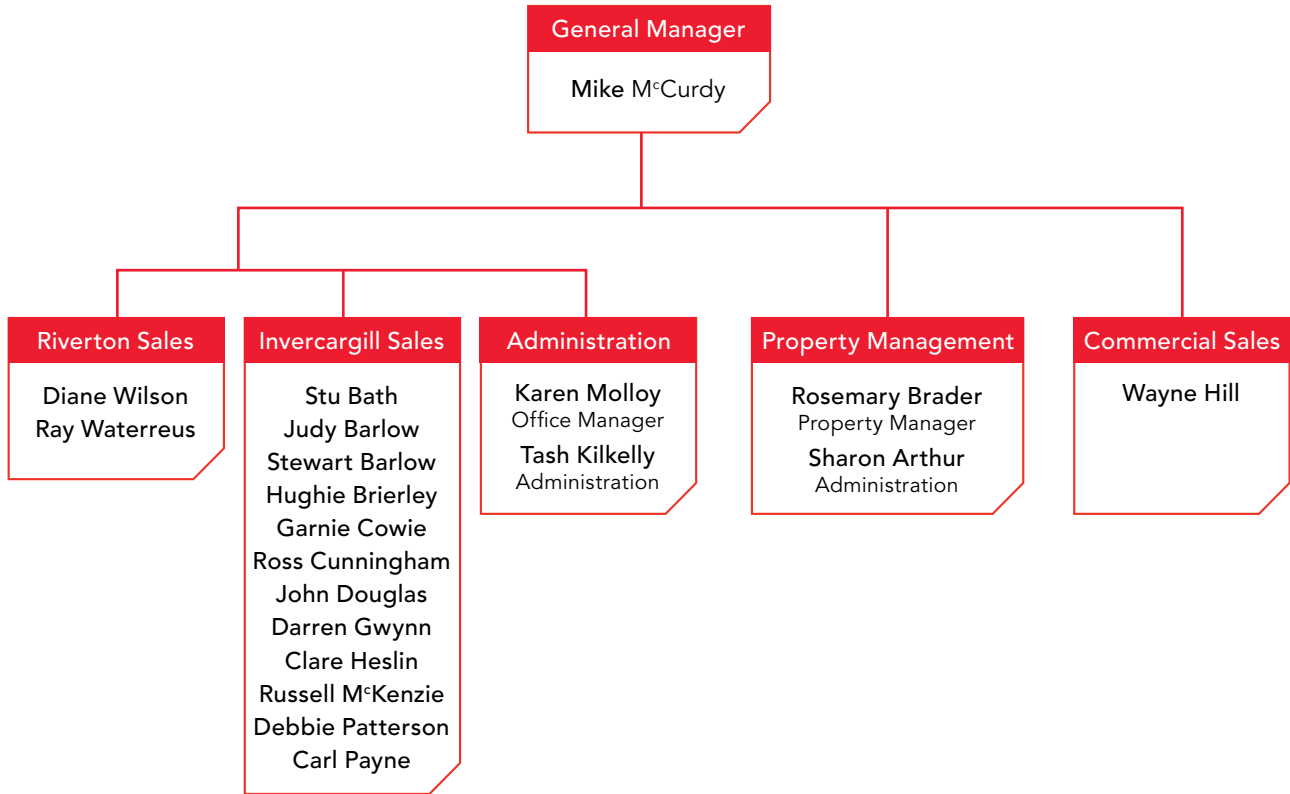 General Manager
Mike McCurdy
Riverton Sales
Diane Wilson
Ray Waterreus
Invercargill Sales
Stu Bath
Judy Barlow
Stewart Barlow
Hughie Brierley
Garnie Cowie
Ross Cunningham
John Douglas
Darren Gwynn
Clare Heslin
Russell McKenzie
Debbie Patterson
Carl Payne
Administration
Karen Molloy
Office Manager
Tash Kilkelly
Administration
Property Management
Rosemary Brader
Property Manager
Sharon Arthur
Administration
Commercial Sales
Wayne Hill